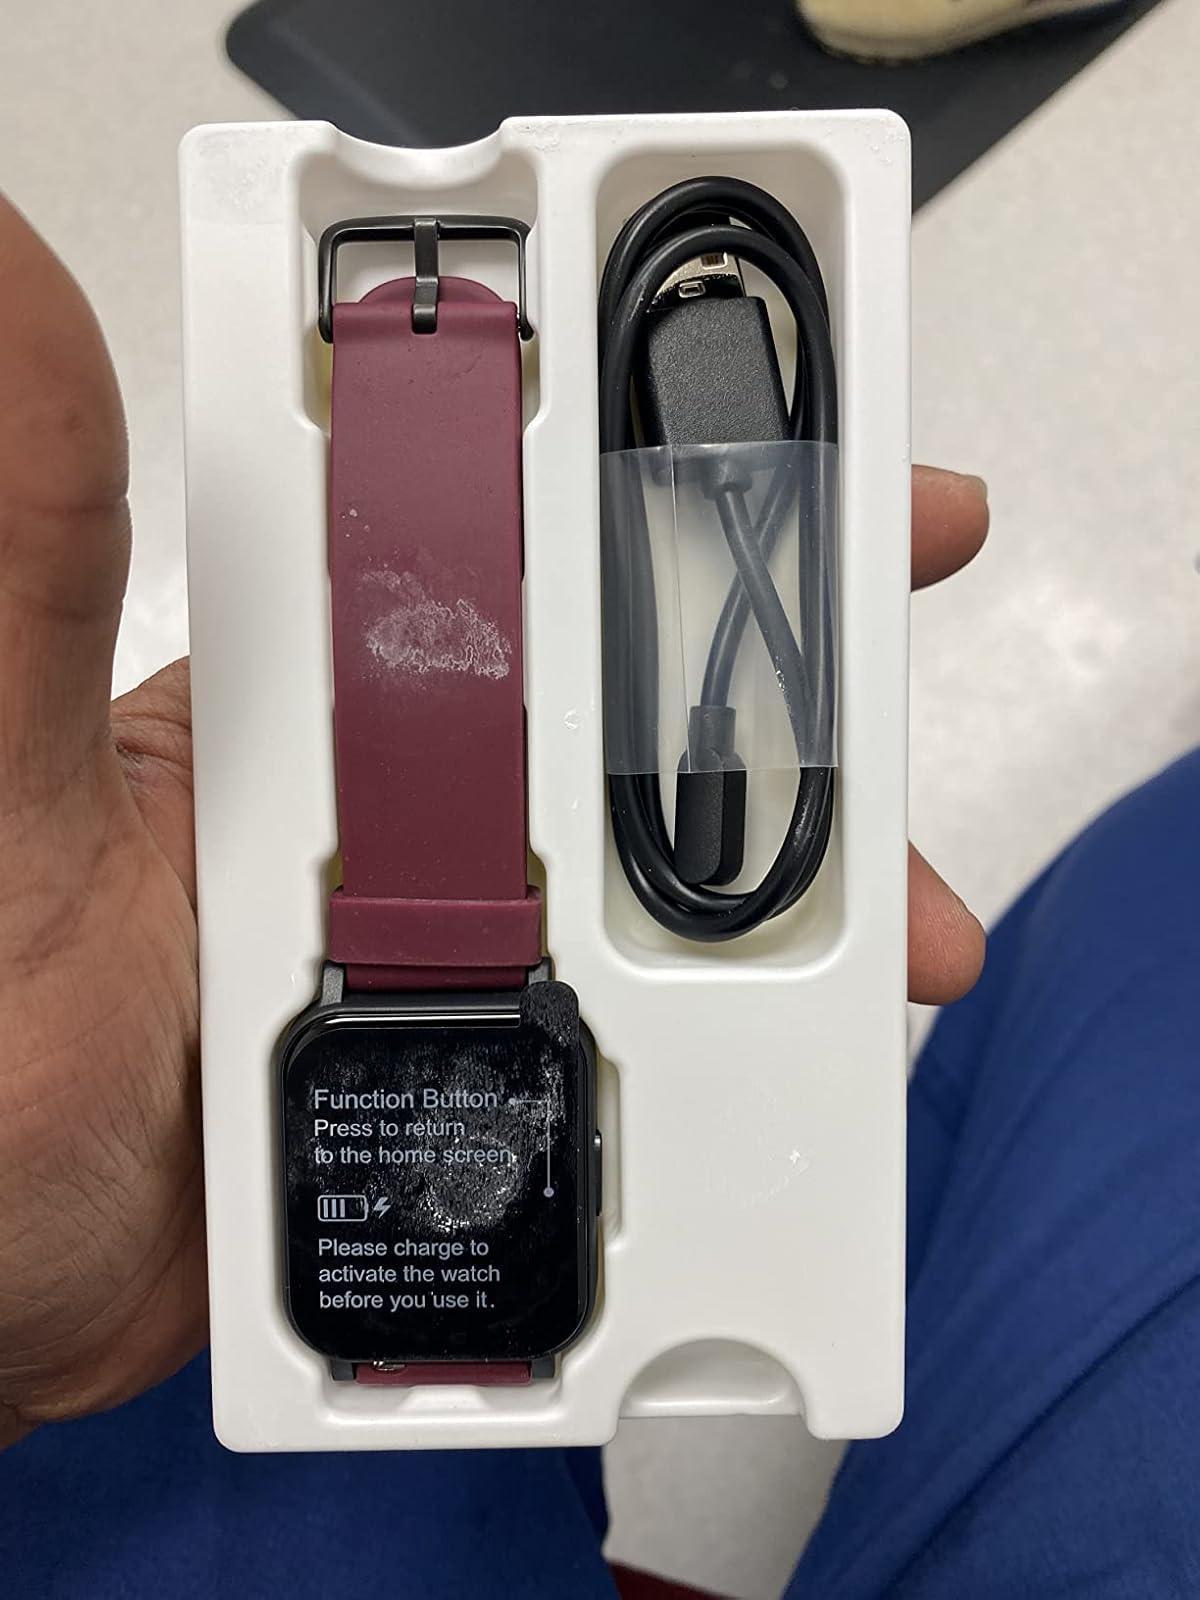 Function Button
Press to return
to the home screen.
Please charge to
activate the watch
before you use it.